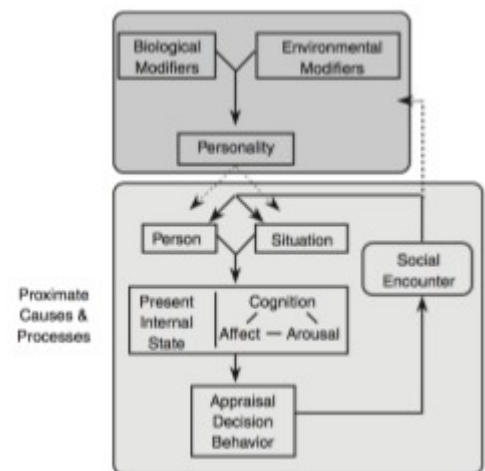 Biological
Modifiers
Environmental
Modifiers
Personality
Person
Situation
Social
Encounter
Proximate
Causes &
Processes
Present
Internal
State
Cognition
Affect — Arousal
Appraisal
Decision
Behavior